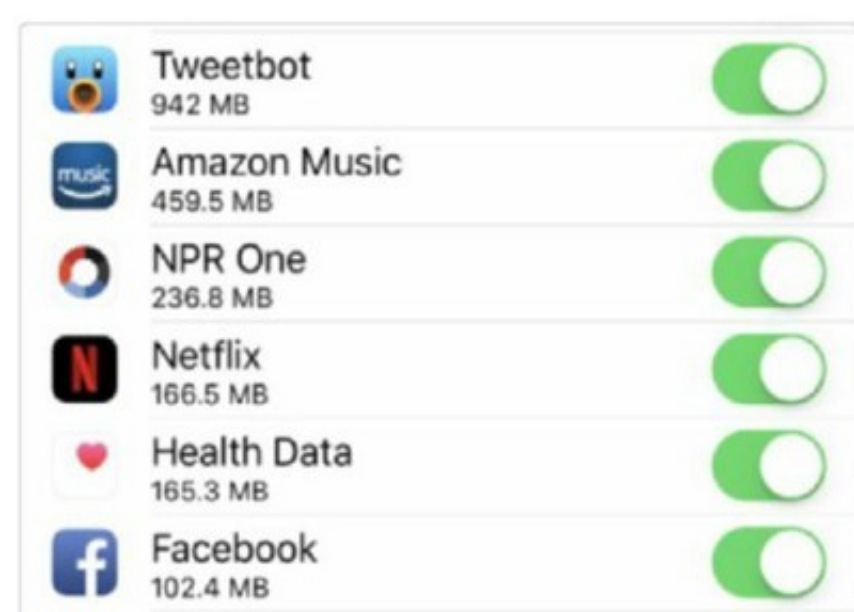 Tweetbot
942 MB
music
Amazon Music
459.5 MB
NPR One
236.8 MB
N
Netflix
166.5 MB
Health Data
165.3 MB
f
Facebook
102.4 MB